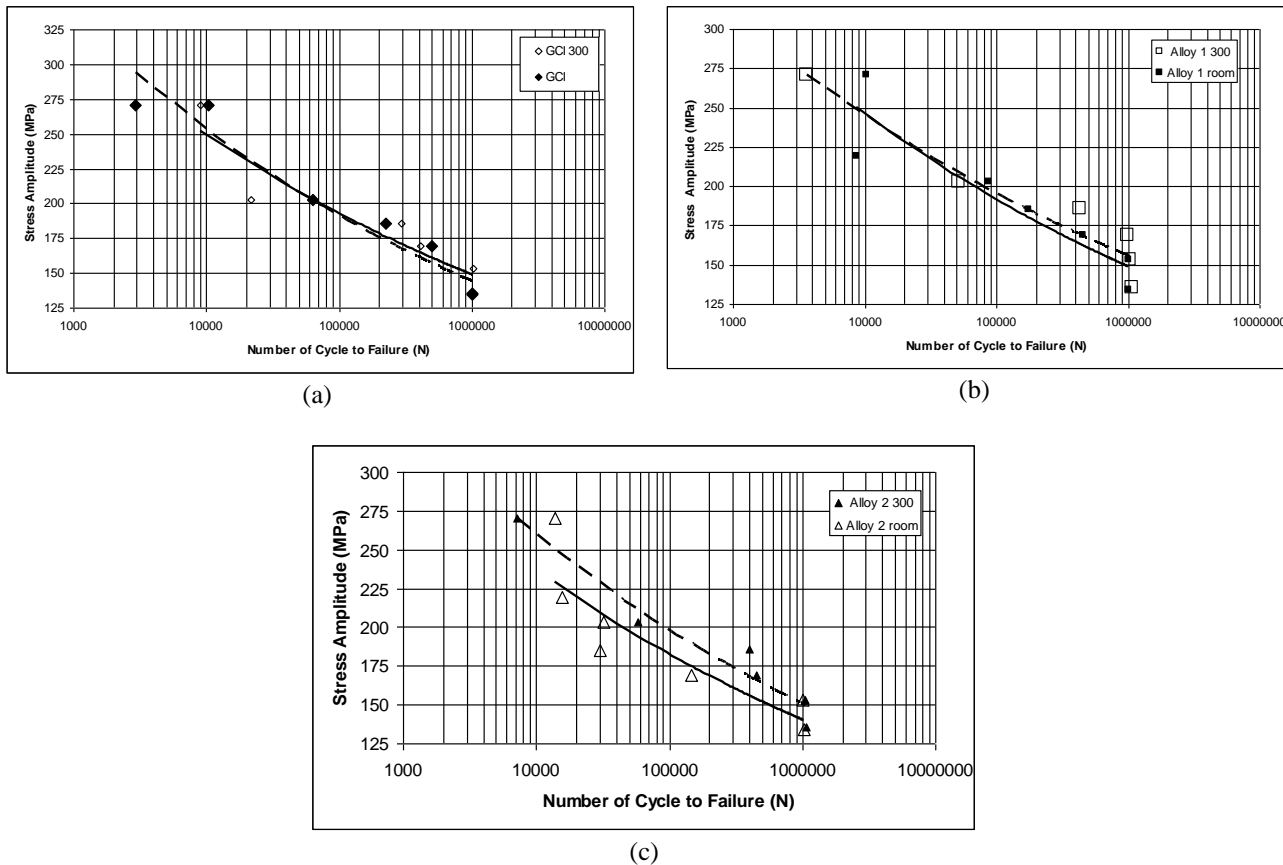 325
300
275
250
225
200
175
150
125
Stress Amplitude (MPa)
GCI 300
GCI
1000
10000
100000
1000000
10000000
Number of Cycle to Failure (N)
(a)
300
275
250
225
200
175
150
125
Stress Amplitude (MPa)
Alloy 1 300
Alloy 1 room
1000
10000
100000
1000000
10000000
Number of Cycle to Failure (N)
(b)
300
275
250
225
200
175
150
125
Stress Amplitude (MPa)
Alloy 2 300
Alloy 2 room
1000
10000
100000
1000000
10000000
Number of Cycle to Failure (N)
(c)